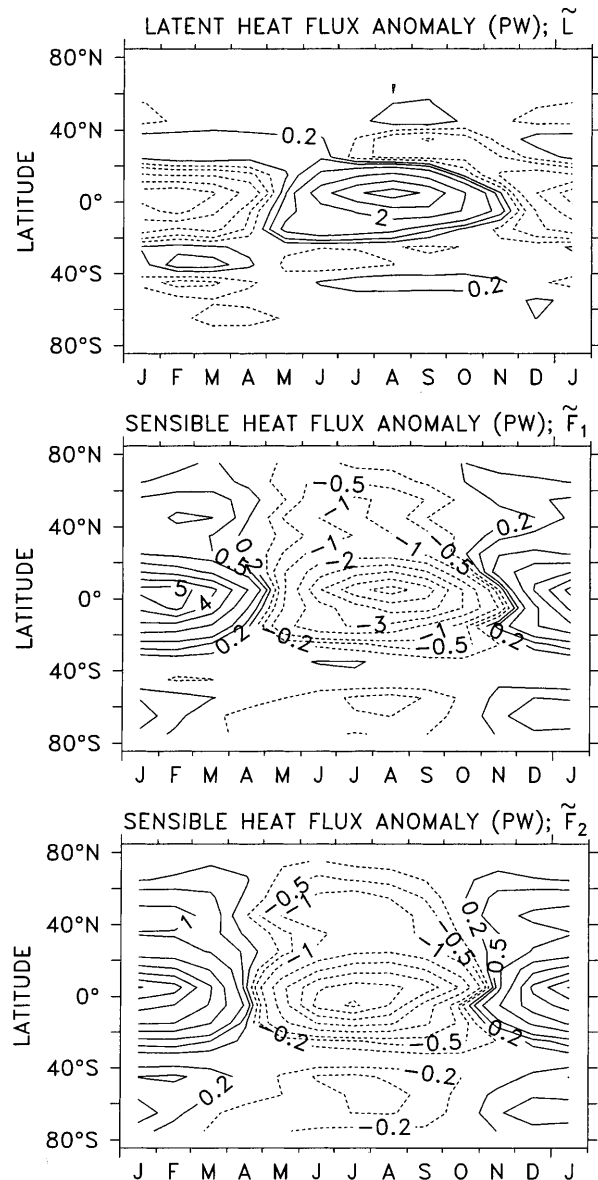 LATENT HEAT FLUX ANOMALY (PW); L̃
80°N
40°N
0.2
LATITUDE
0°
2
40°S
0.2
80°S
J F M A M J J A S O N D J
SENSIBLE HEAT FLUX ANOMALY (PW); F̃₁
80°N
-0.5
-1
40°N
0.2
0.2
0.5
-1
-1
-0.5
-2
LATITUDE
5
4
0°
-3
0.2
-0.2
-1
-0.5
0.2
40°S
80°S
J F M A M J J A S O N D J
SENSIBLE HEAT FLUX ANOMALY (PW); F̃₂
80°N
-0.5
-1
40°N
1
0.2
-0.5
-1
-1
0.5
LATITUDE
0°
-0.2
-0.5
0.2
40°S
-0.2
0.2
-0.2
80°S
J F M A M J J A S O N D J